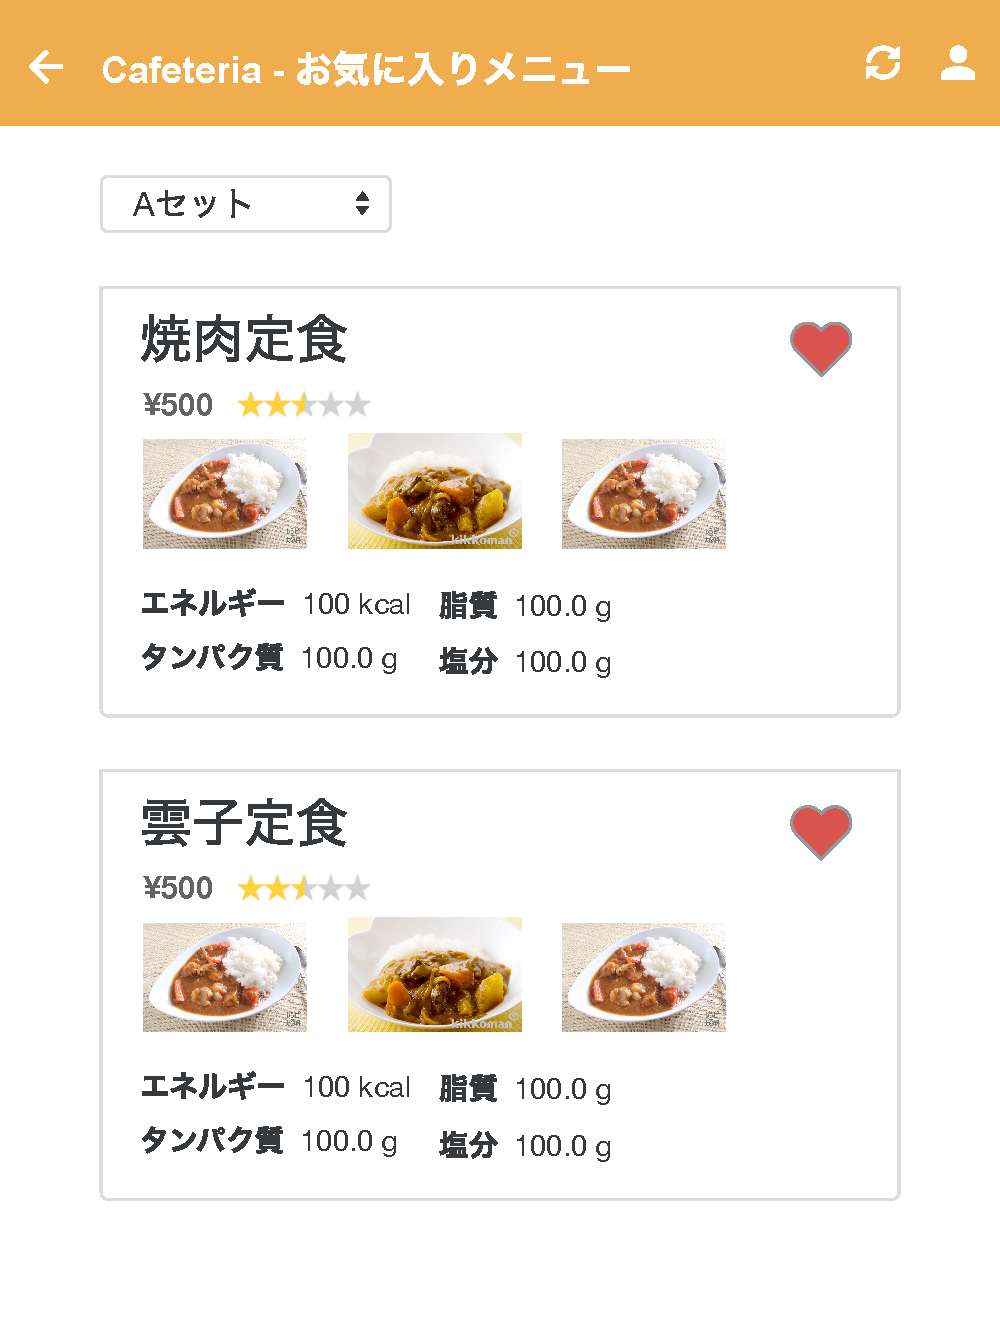 Cafeteria - お気に入りメニュー
Aセット
焼肉定食
¥500
kikkoman
エネルギー 100 kcal 脂質 100.0 g
タンパク質 100.0 g 塩分 100.0 g
雲子定食
¥500
kikkoman
エネルギー 100 kcal 脂質 100.0 g
タンパク質 100.0 g 塩分 100.0 g